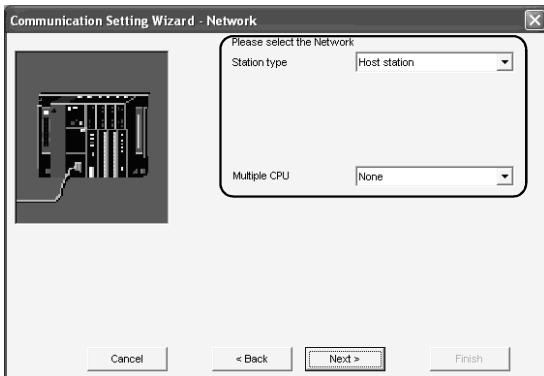 Communication Setting Wizard - Network
Please select the Network
Station type Host station
Multiple CPU None
Cancel < Back Next > Finish